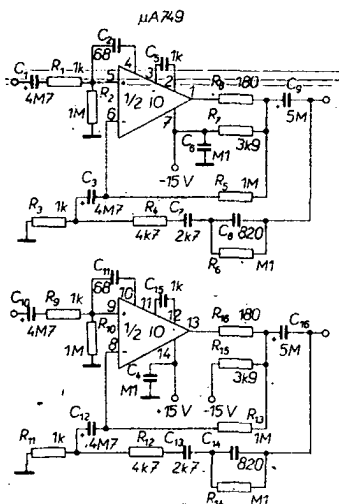 µA749
C2 C5 1k
C1 R1 1k 68 4 3 2 R8 180 C9
4M7 R2 5 + 1 5M
1M 1/2 IO R7
6 - 7 C6 M1 3k9
-15 V R5
C3 4M7 1M
R3 1k R4 C7 C8 820
4k7 2k7 R6 M1
C11 C15 1k
C10 R9 1k 68 10 11 12 R16 180 C16
4M7 R10 9 + 13 5M
1M 1/2 IO R15
8 - 14 C4 M1 3k9
+15 V -15 V R13
C12 4M7 1M
R11 1k R12 C13 C14 820
4k7 2k7 R14 M1